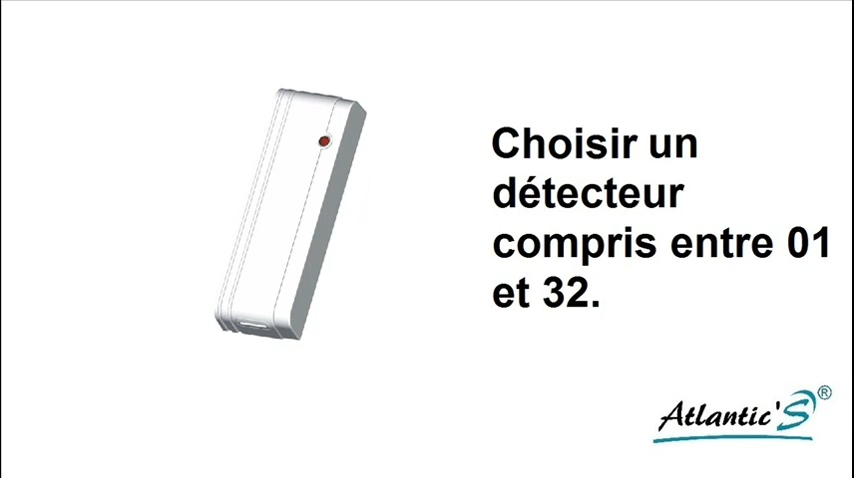 Choisir un
détecteur
compris entre 01
et 32.
Atlantic'S®